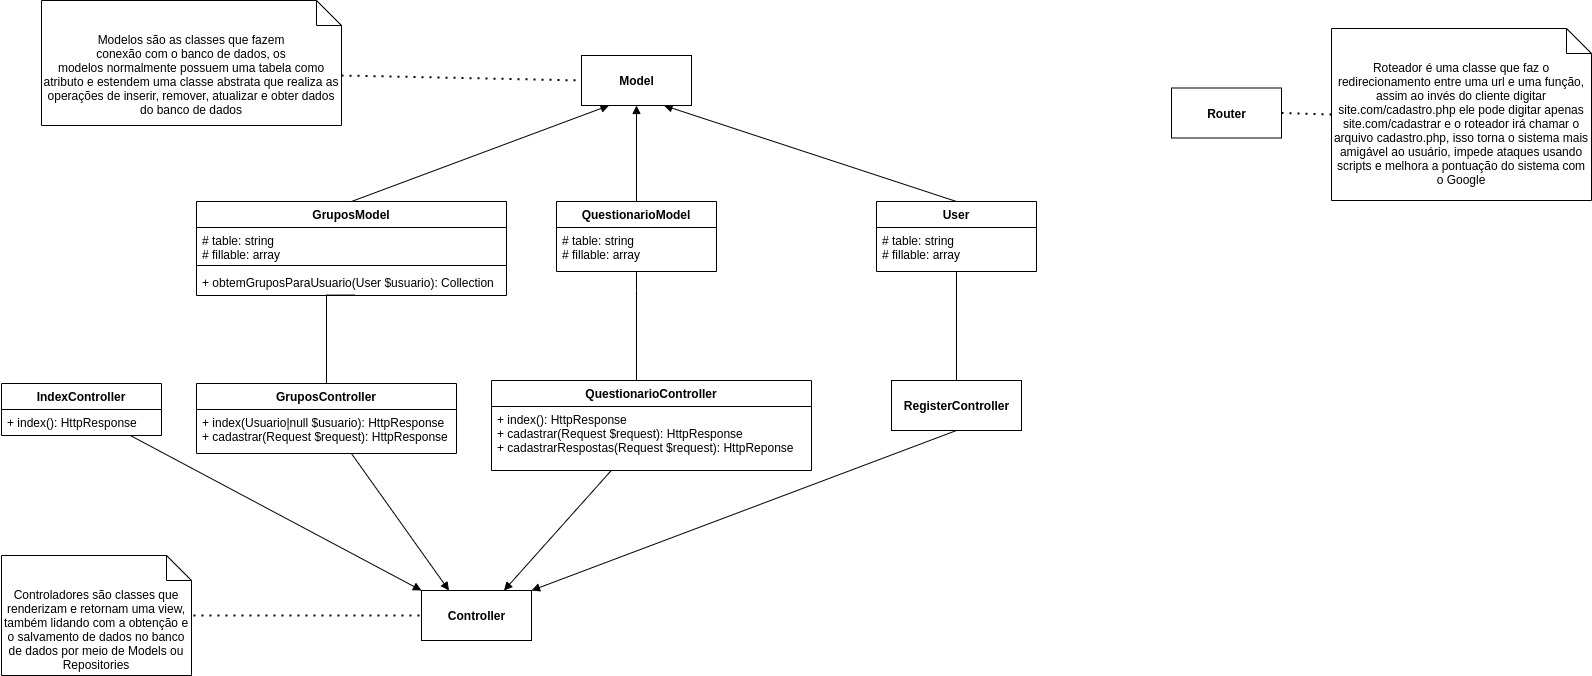 Modelos são as classes que fazem
conexão com o banco de dados, os
modelos normalmente possuem uma tabela como
atributo e estendem uma classe abstrata que realiza as
operações de inserir, remover, atualizar e obter dados
do banco de dados
Model
Router
Roteador é uma classe que faz o
redirecionamento entre uma url e uma função,
assim ao invés do cliente digitar
site.com/cadastro.php ele pode digitar apenas
site.com/cadastrar e o roteador irá chamar o
arquivo cadastro.php, isso torna o sistema mais
amigável ao usuário, impede ataques usando
scripts e melhora a pontuação do sistema com
o Google
GruposModel
# table: string
# fillable: array
+ obtemGruposParaUsuario(User $usuario): Collection
QuestionarioModel
# table: string
# fillable: array
User
# table: string
# fillable: array
IndexController
+ index(): HttpResponse
GruposController
+ index(Usuario|null $usuario): HttpResponse
+ cadastrar(Request $request): HttpResponse
QuestionarioController
+ index(): HttpResponse
+ cadastrar(Request $request): HttpResponse
+ cadastrarRespostas(Request $request): HttpReponse
RegisterController
Controladores são classes que
renderizam e retornam uma view,
também lidando com a obtenção e
o salvamento de dados no banco
de dados por meio de Models ou
Repositories
Controller